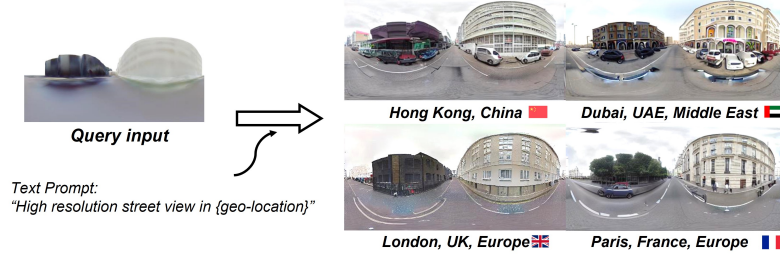 Query input
Text Prompt:
"High resolution street view in {geo-location}"
Hong Kong, China
Dubai, UAE, Middle East
London, UK, Europe
Paris, France, Europe